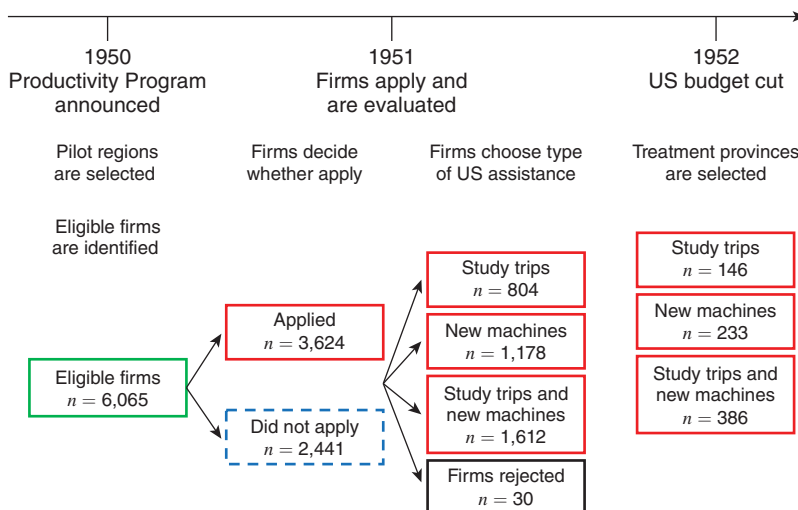 1950
Productivity Program
announced
1951
Firms apply and
are evaluated
1952
US budget cut
Pilot regions
are selected
Firms decide
whether apply
Firms choose type
of US assistance
Treatment provinces
are selected
Eligible firms
are identified
Eligible firms
n = 6,065
Applied
n = 3,624
Did not apply
n = 2,441
Study trips
n = 804
New machines
n = 1,178
Study trips and
new machines
n = 1,612
Firms rejected
n = 30
Study trips
n = 146
New machines
n = 233
Study trips and
new machines
n = 386